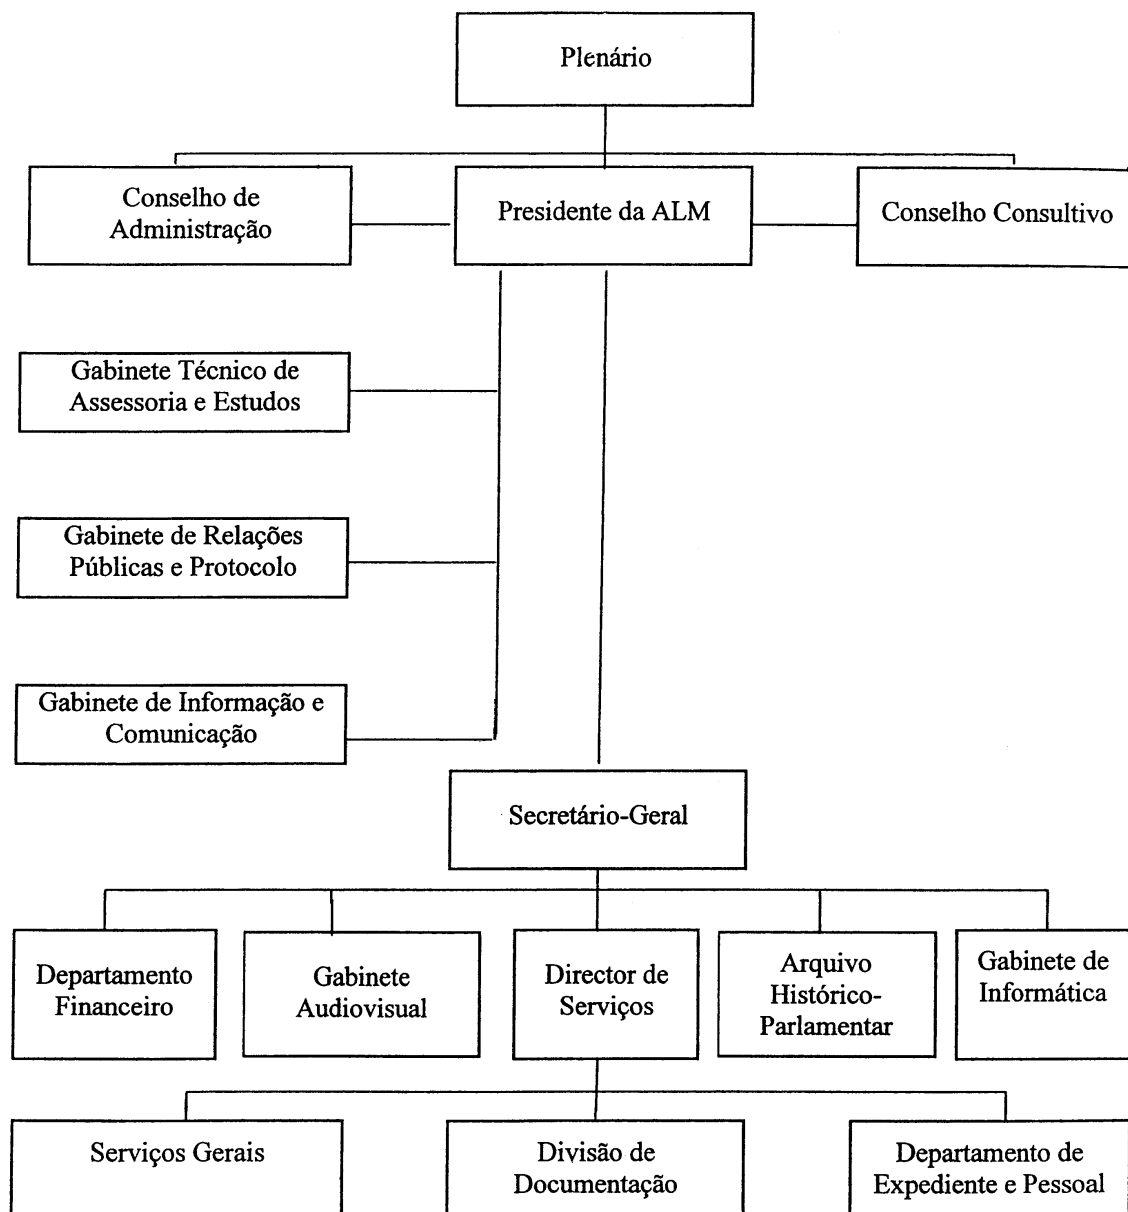 Plenário
Conselho de
Administração
Presidente da ALM
Conselho Consultivo
Gabinete Técnico de
Assessoria e Estudos
Gabinete de Relações
Públicas e Protocolo
Gabinete de Informação e
Comunicação
Secretário-Geral
Departamento
Financeiro
Gabinete
Audiovisual
Director de
Serviços
Arquivo
Histórico-
Parlamentar
Gabinete de
Informática
Serviços Gerais
Divisão de
Documentação
Departamento de
Expediente e Pessoal